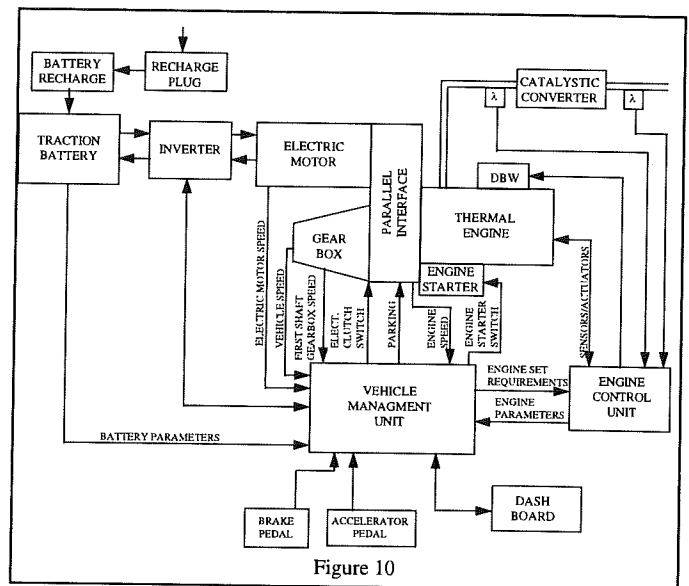 BATTERY
RECHARGE
RECHARGE
PLUG
CATALYSTIC
CONVERTER
λ
λ
TRACTION
BATTERY
INVERTER
ELECTRIC
MOTOR
PARALLEL
INTERFACE
DBW
THERMAL
ENGINE
GEAR
BOX
ENGINE
STARTER
ELECTRIC MOTOR SPEED
VEHICLE SPEED
FIRST SHAFT
GEARBOX SPEED
ELECT.
CLUTCH
SWITCH
PARKING
ENGINE
SPEED
ENGINE
STARTER
SWITCH
SENSORS/ACTUATORS
VEHICLE
MANAGMENT
UNIT
ENGINE SET
REQUIREMENTS
ENGINE
PARAMETERS
ENGINE
CONTROL
UNIT
BATTERY PARAMETERS
BRAKE
PEDAL
ACCELERATOR
PEDAL
DASH
BOARD
Figure 10